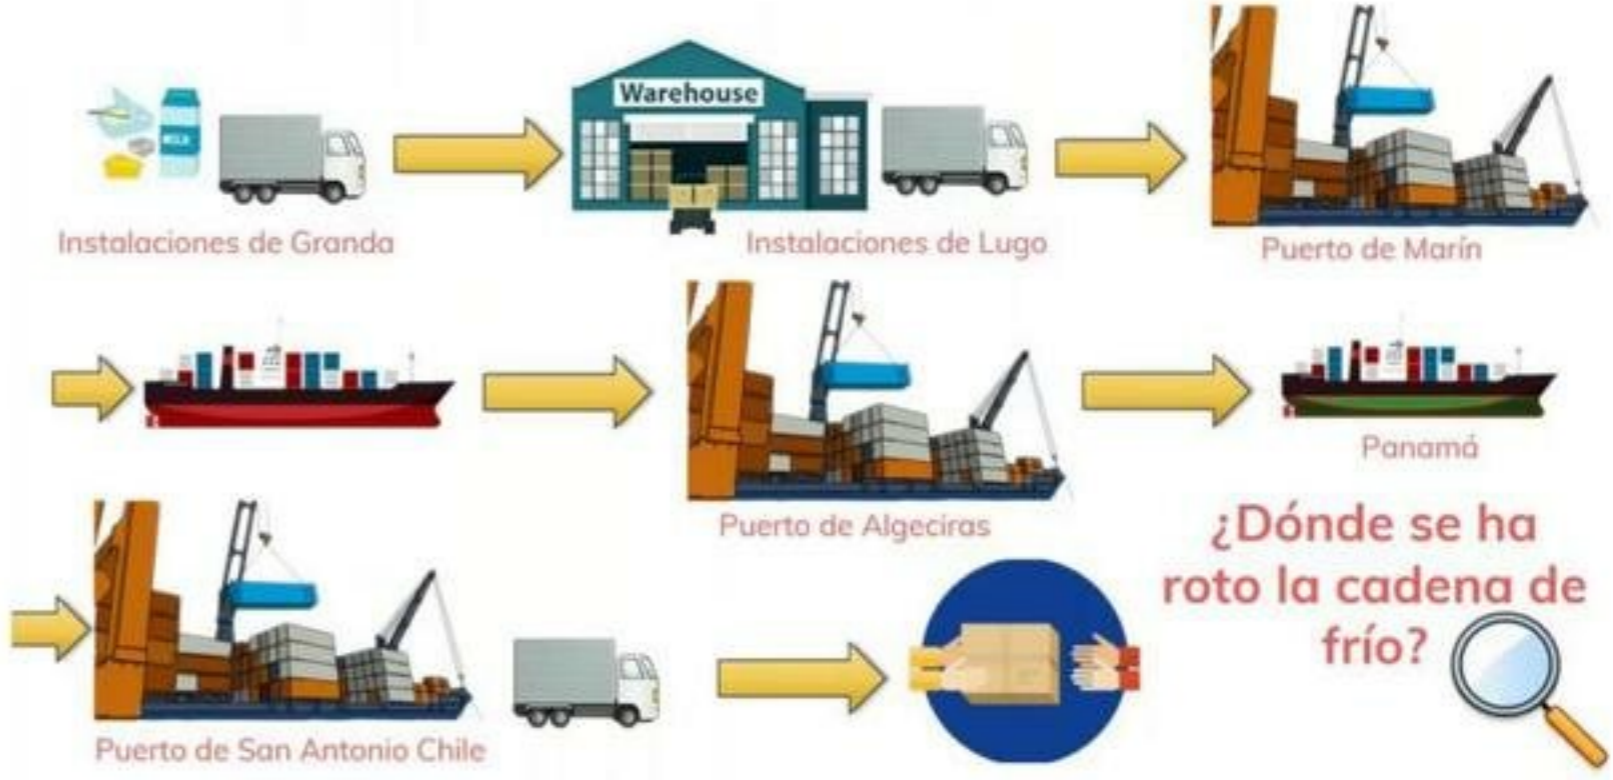 MILK
Warehouse
Instalaciones de Granda
Instalaciones de Lugo
Puerto de Marín
Puerto de Algeciras
Panamá
¿Dónde se ha
roto la cadena de
frío?
Puerto de San Antonio Chile